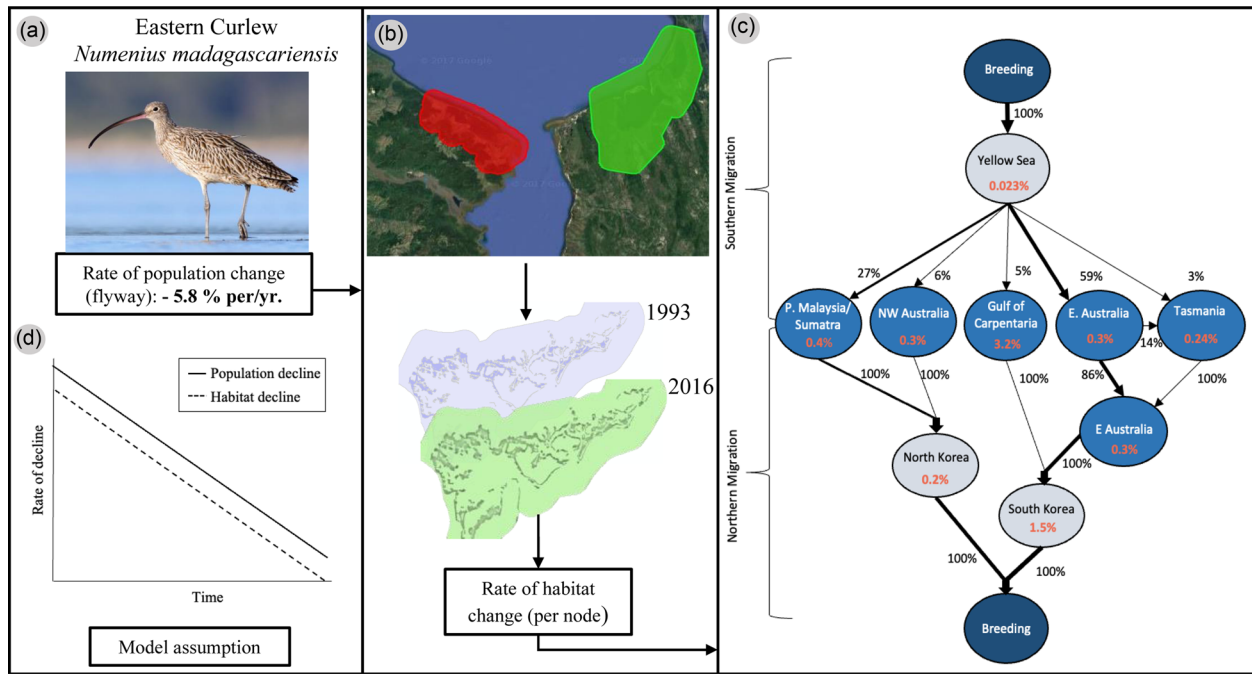 (a)
Eastern Curlew
Numenius madagascariensis
Rate of population change
(flyway): - 5.8 % per/yr.
(d)
Population decline
Habitat decline
Rate of decline
Time
Model assumption
(b)
© 2017 Google
1993
2016
Rate of habitat
change (per node)
(c)
Southern Migration
Northern Migration
Breeding
100%
Yellow Sea
0.023%
27%
6%
5%
59%
3%
P. Malaysia/
Sumatra
0.4%
NW Australia
0.3%
Gulf of
Carpentaria
3.2%
E. Australia
0.3%
Tasmania
0.24%
14%
100%
100%
100%
86%
100%
E Australia
0.3%
North Korea
0.2%
100%
South Korea
1.5%
100%
100%
Breeding